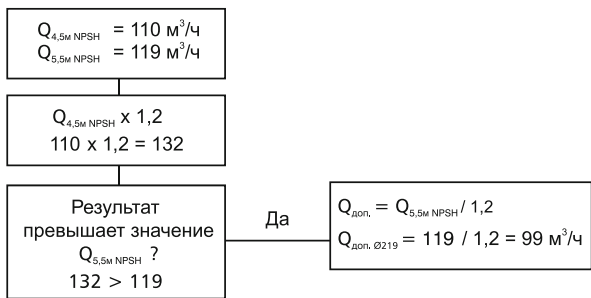 Q4,5м NPSH = 110 м³/ч
Q5,5м NPSH = 119 м³/ч
Q4,5м NPSH x 1,2
110 x 1,2 = 132
Результат
превышает значение
Q5,5м NPSH ?
132 > 119
Да
Qдоп. = Q5,5м NPSH / 1,2
Qдоп. Ø219 = 119 / 1,2 = 99 м³/ч